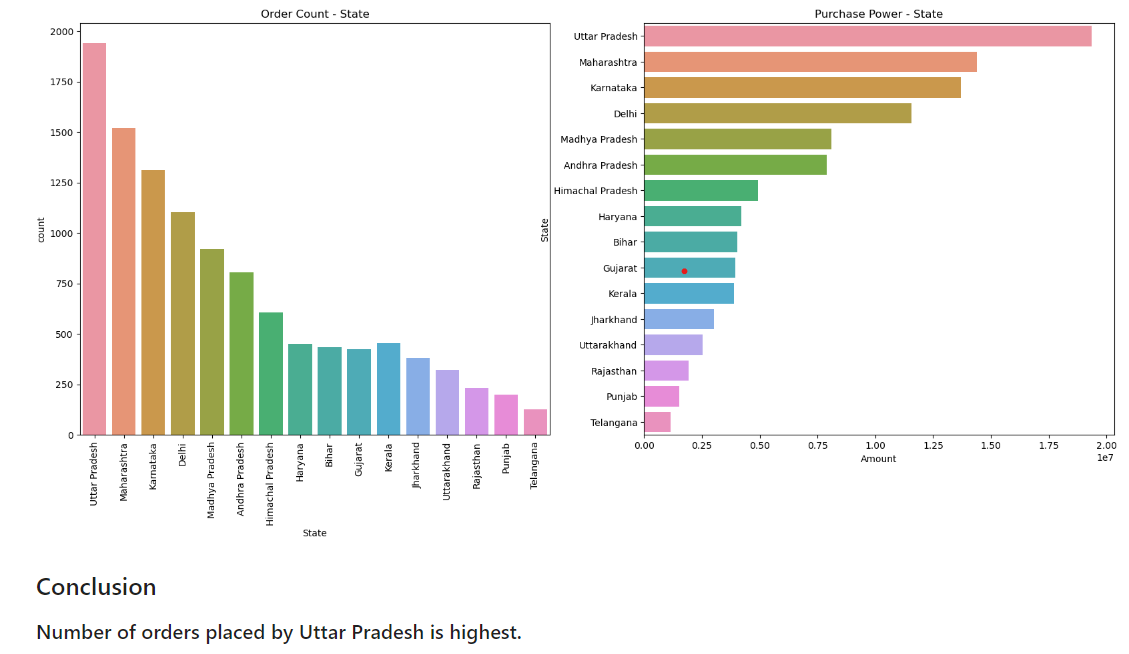 Order Count - State
2000
1750
1500
1250
1000
750
500
250
0
count
Uttar Pradesh
Maharashtra
Karnataka
Delhi
Madhya Pradesh
Andhra Pradesh
Himachal Pradesh
Haryana
Bihar
Gujarat
Kerala
Jharkhand
Uttarakhand
Rajasthan
Punjab
Telangana
State
Purchase Power - State
State
Uttar Pradesh
Maharashtra
Karnataka
Delhi
Madhya Pradesh
Andhra Pradesh
Himachal Pradesh
Haryana
Bihar
Gujarat
Kerala
Jharkhand
Uttarakhand
Rajasthan
Punjab
Telangana
0.00 0.25 0.50 0.75 1.00 1.25 1.50 1.75 2.00
1e7
Amount
Conclusion
Number of orders placed by Uttar Pradesh is highest.